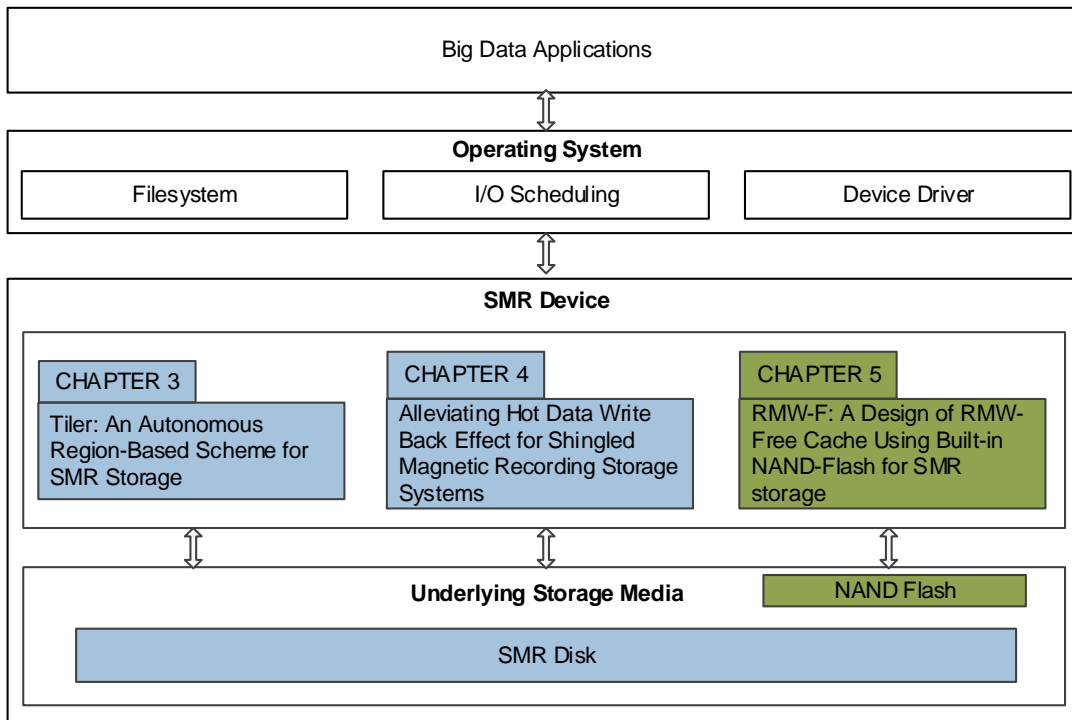 Big Data Applications
Operating System
Filesystem
I/O Scheduling
Device Driver
SMR Device
CHAPTER 3
Tiler: An Autonomous
Region-Based Scheme for
SMR Storage
CHAPTER 4
Alleviating Hot Data Write
Back Effect for Shingled
Magnetic Recording Storage
Systems
CHAPTER 5
RMW-F: A Design of RMW-
Free Cache Using Built-in
NAND-Flash for SMR
storage
Underlying Storage Media
NAND Flash
SMR Disk